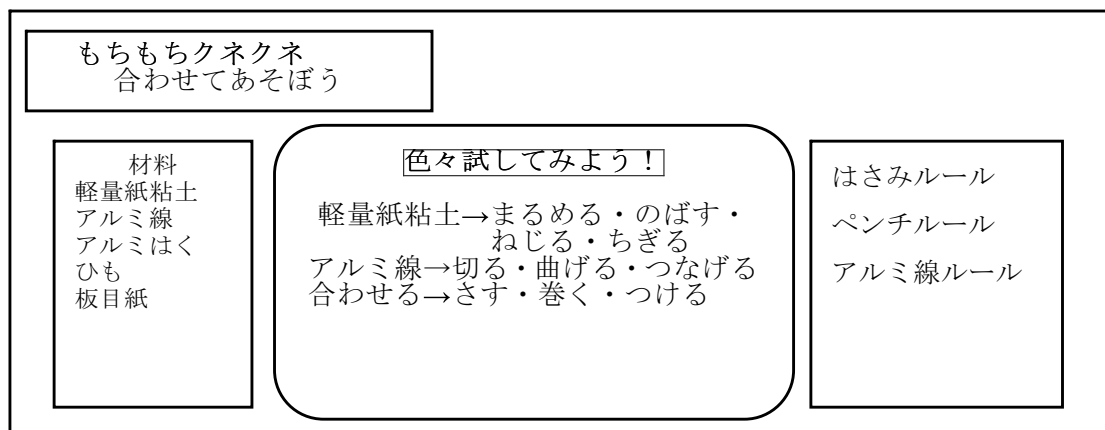 もちもちクネクネ
合わせてあそぼう
材料
軽量紙粘土
アルミ線
アルミはく
ひも
板目紙
色々試してみよう！
軽量紙粘土→まるめる・のばす・
ねじる・ちぎる
アルミ線→切る・曲げる・つなげる
合わせる→さす・巻く・つける
はさみルール
ペンチルール
アルミ線ルール